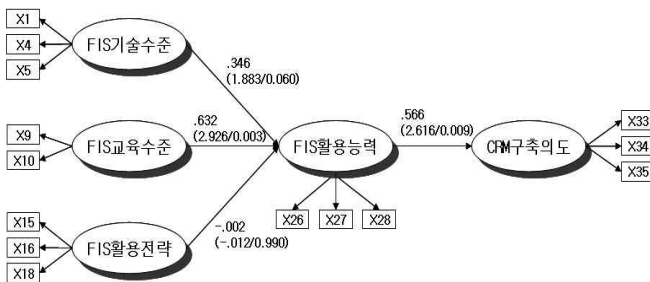 X1
X4
X5
FIS기술수준
.346
(1.883/0.060)
X9
X10
FIS교육수준
.632
(2.926/0.003)
FIS활용능력
.566
(2.616/0.009)
CRM구축의도
X33
X34
X35
X26
X27
X28
X15
X16
X18
FIS활용전략
-.002
(-.012/0.990)